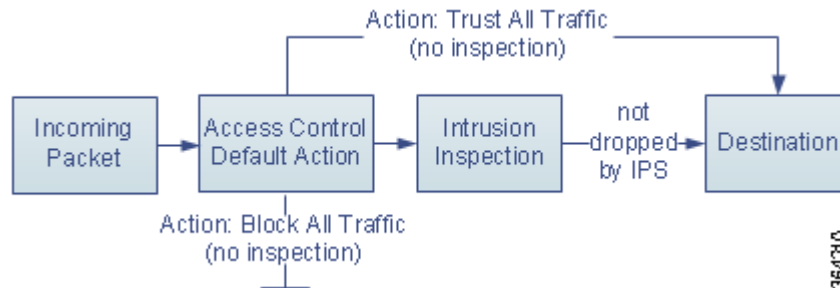 Action: Trust All Traffic
(no inspection)
Incoming
Packet
Access Control
Default Action
Intrusion
Inspection
not
dropped
by IPS
Destination
Action: Block All Traffic
(no inspection)